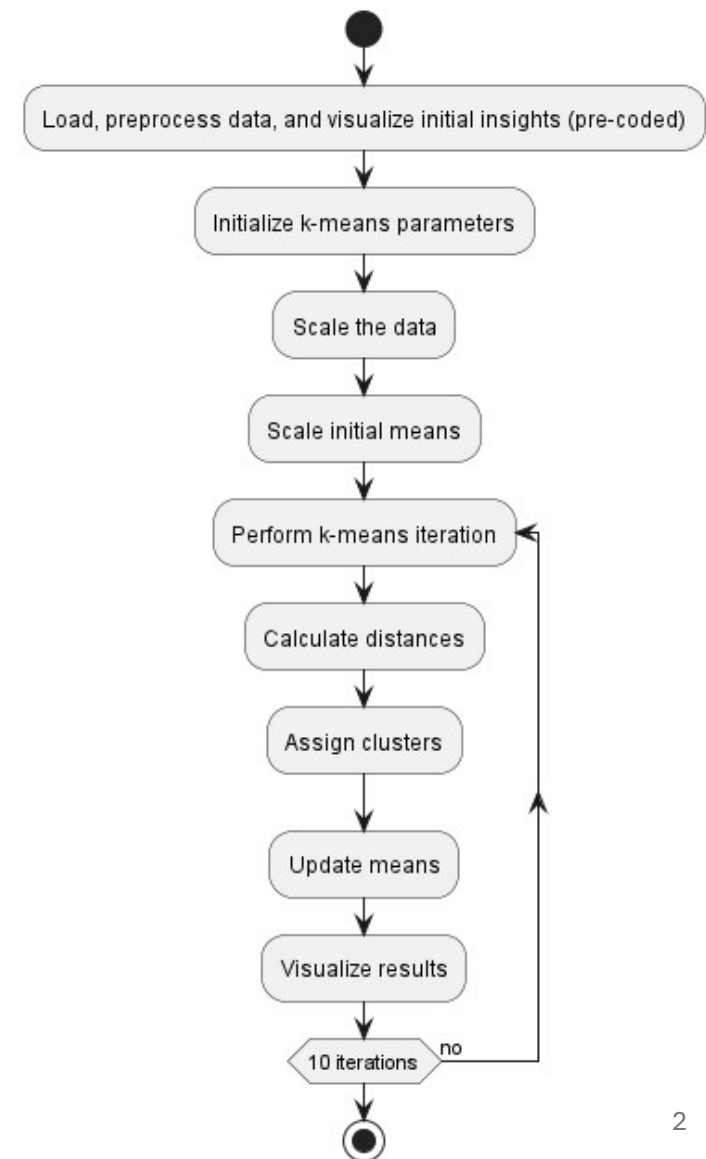 Load, preprocess data, and visualize initial insights (pre-coded)
Initialize k-means parameters
Scale the data
Scale initial means
Perform k-means iteration
Calculate distances
Assign clusters
Update means
Visualize results
10 iterations
no
2